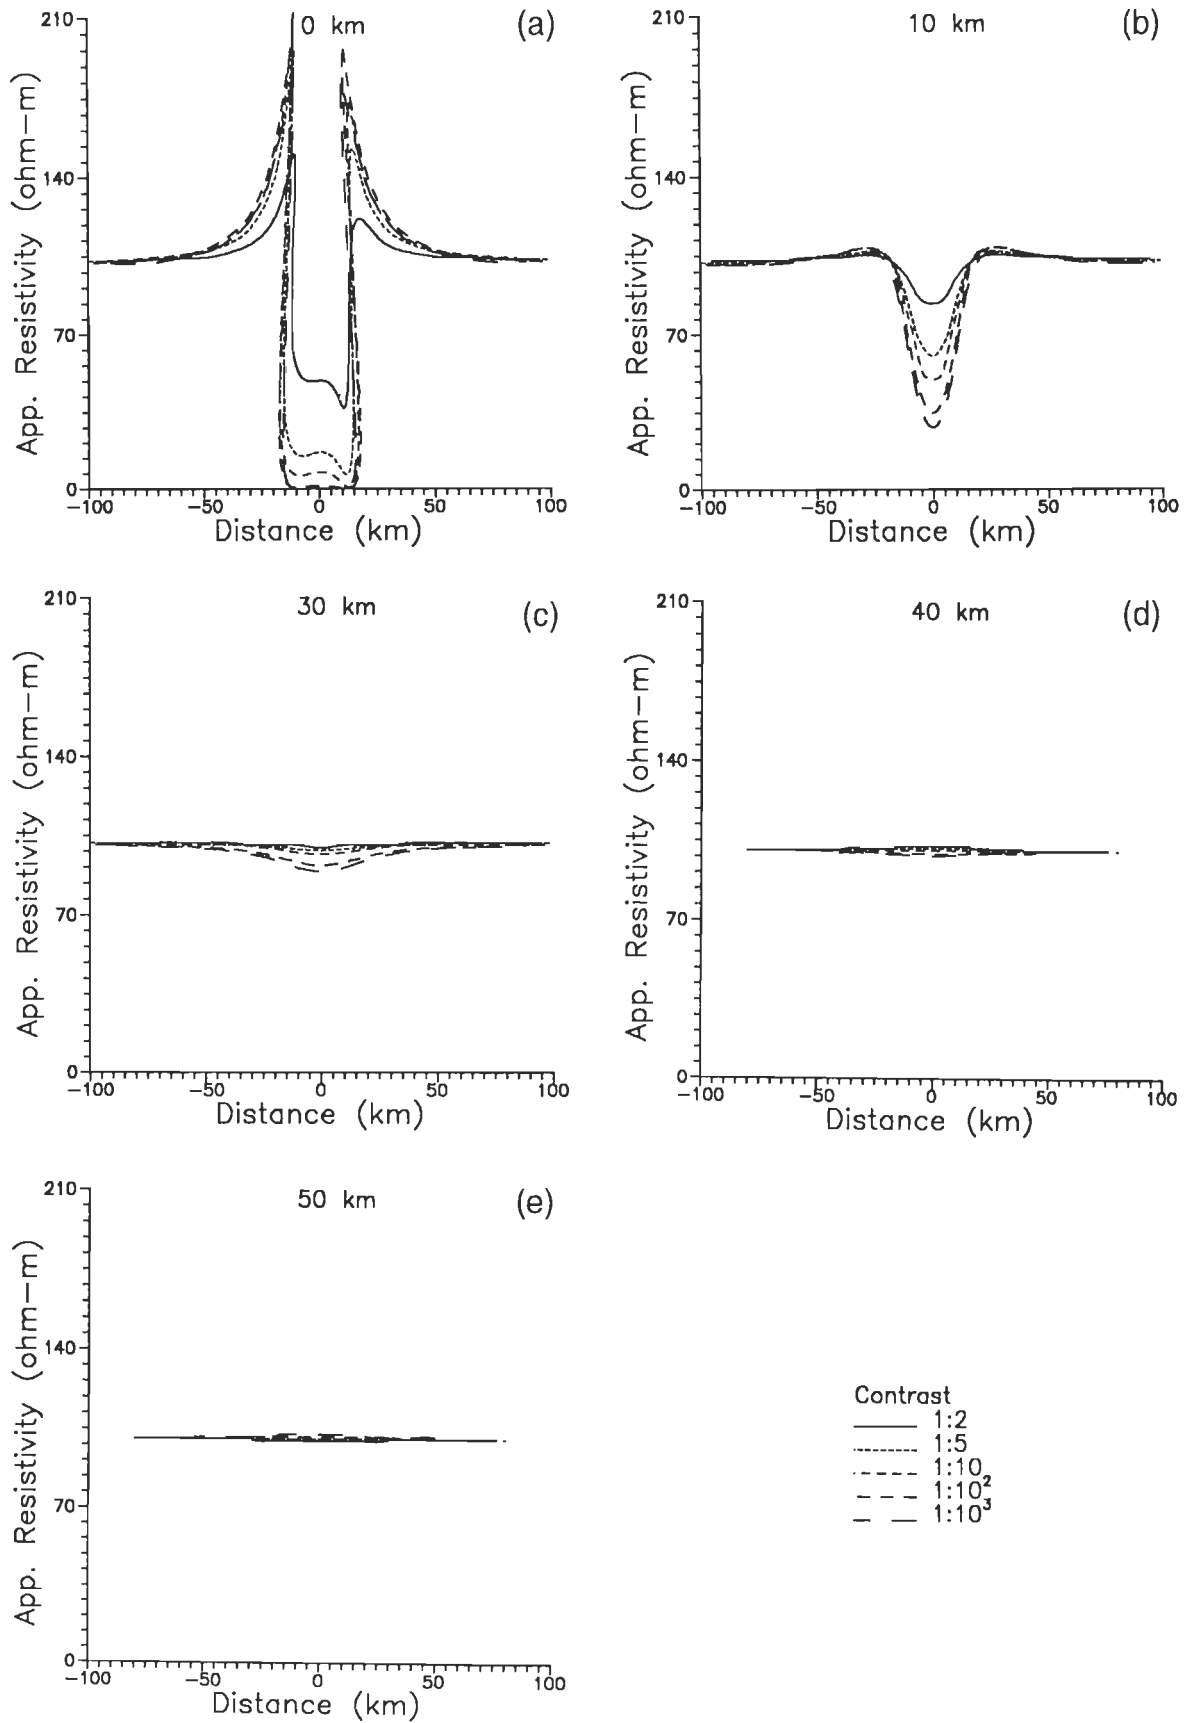 0 km
(a)
210
140
70
0
App. Resistivity (ohm−m)
−100
−50
0
50
100
Distance (km)
10 km
(b)
210
140
70
0
App. Resistivity (ohm−m)
−100
−50
0
50
100
Distance (km)
30 km
(c)
210
140
70
0
App. Resistivity (ohm−m)
−100
−50
0
50
100
Distance (km)
40 km
(d)
210
140
70
0
App. Resistivity (ohm−m)
−100
−50
0
50
100
Distance (km)
50 km
(e)
210
140
70
0
App. Resistivity (ohm−m)
−100
−50
0
50
100
Distance (km)
Contrast
1:2
1:5
1:10
1:10²
1:10³